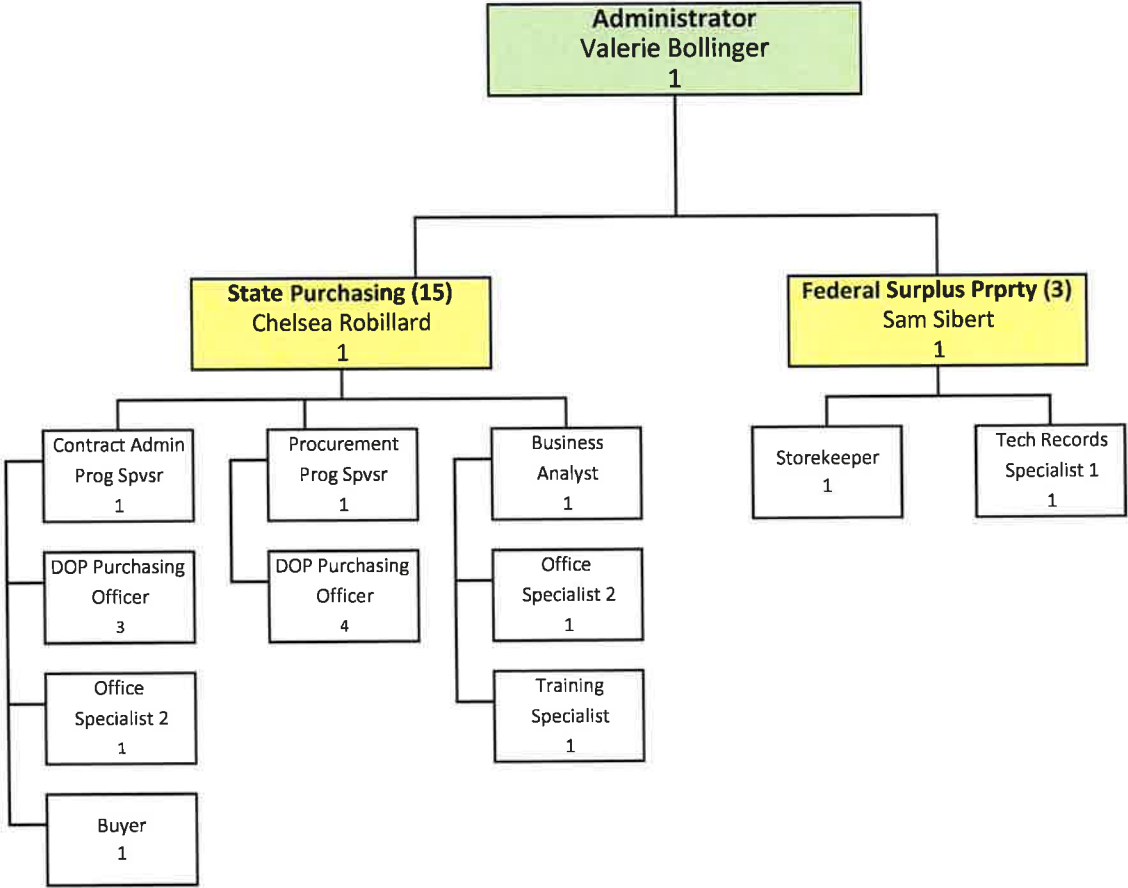 Administrator
Valerie Bollinger
1
State Purchasing (15)
Chelsea Robillard
1
Federal Surplus Prprty (3)
Sam Sibert
1
Contract Admin
Prog Spvsr
1
Procurement
Prog Spvsr
1
Business
Analyst
1
Storekeeper
1
Tech Records
Specialist 1
1
DOP Purchasing
Officer
3
DOP Purchasing
Officer
4
Office
Specialist 2
1
Office
Specialist 2
1
Training
Specialist
1
Buyer
1